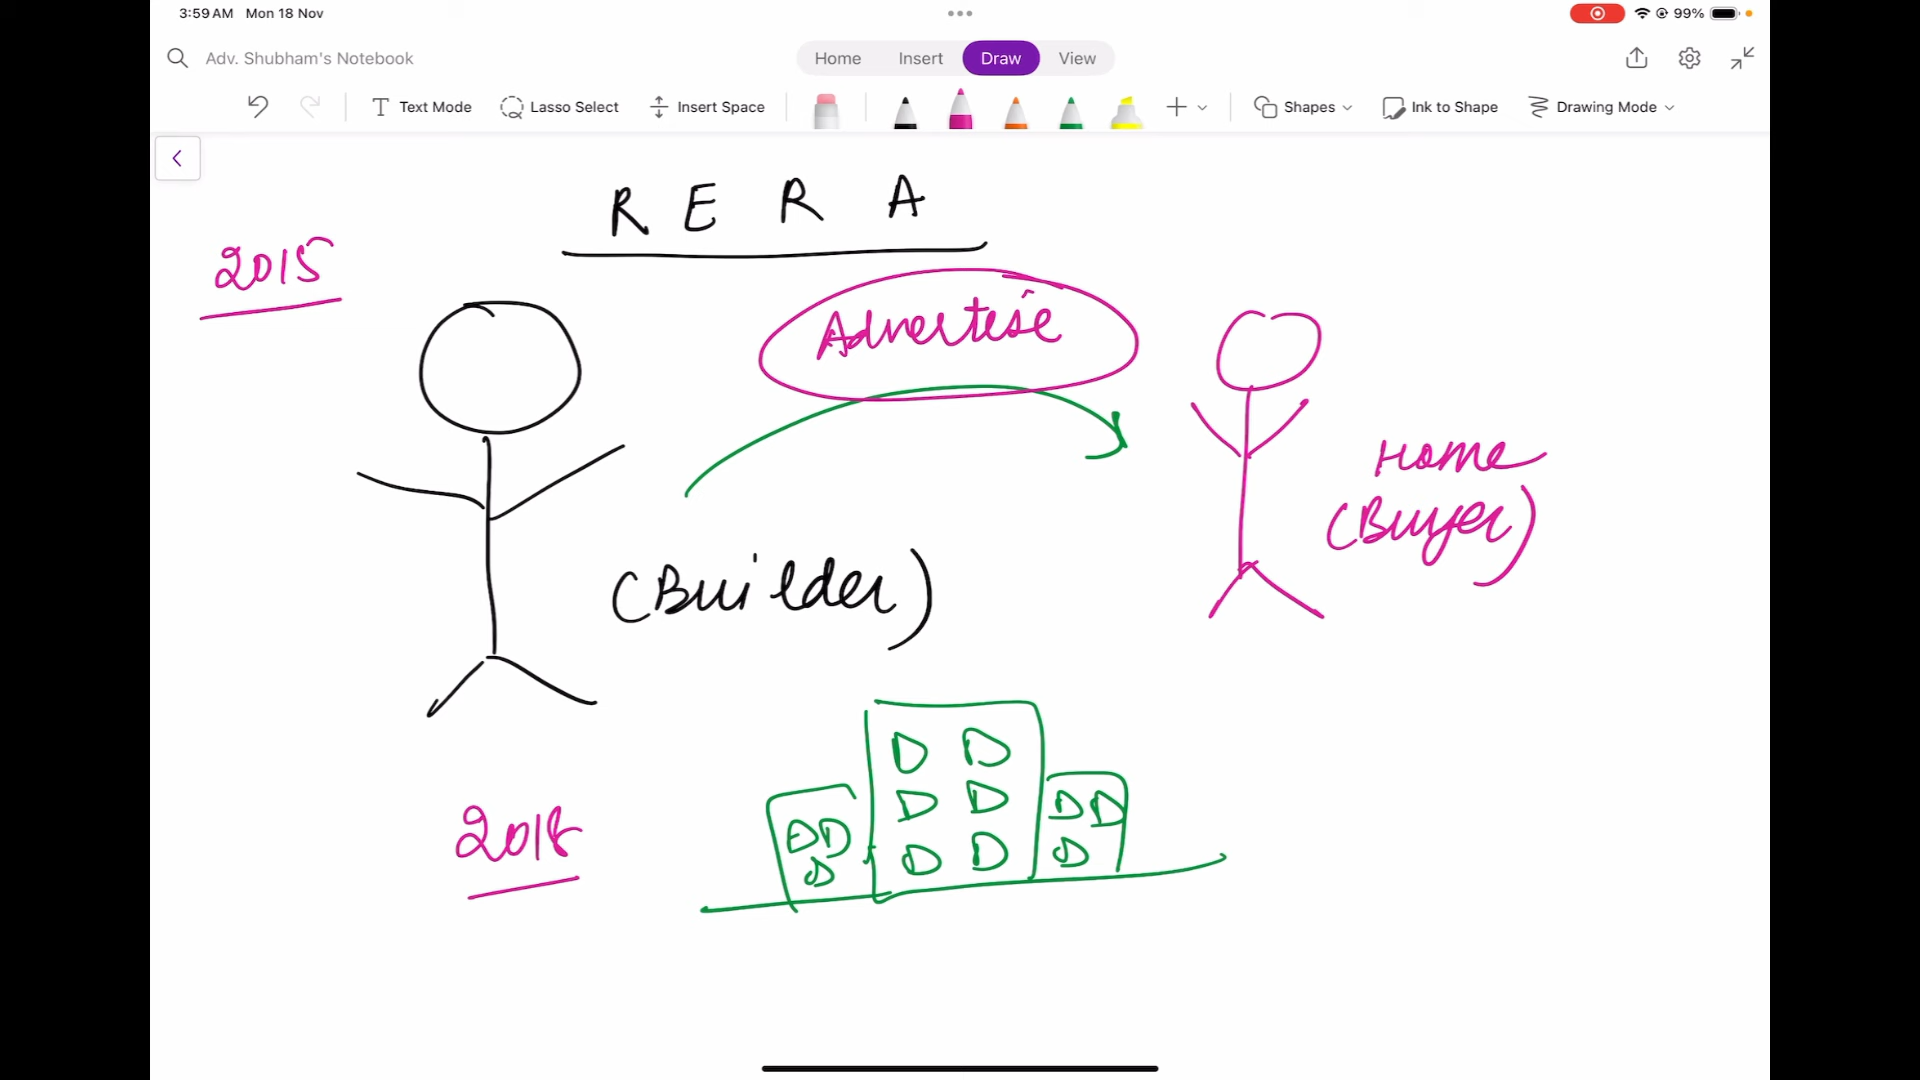 3:59 AM Mon 18 Nov
99%
Adv. Shubham's Notebook
Home Insert Draw View
Text Mode Lasso Select Insert Space Shapes Ink to Shape Drawing Mode
R E R A
2015
Advertise
Home
(Buyer)
(Builder)
2018